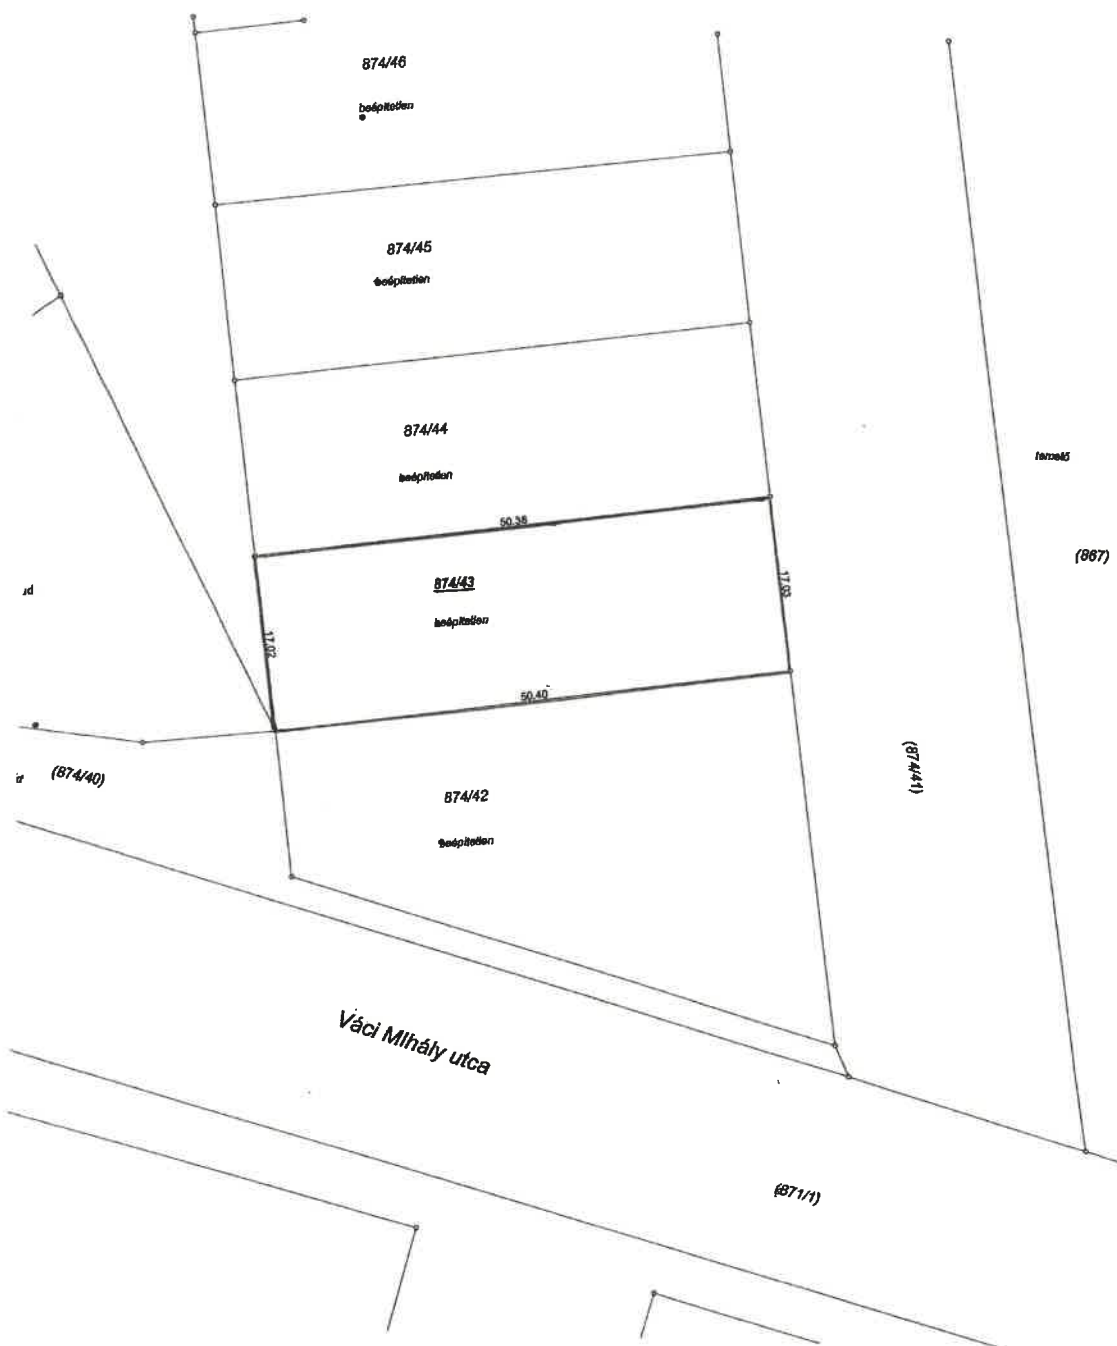 874/46
beépítetlen
874/45
beépítetlen
874/44
beépítetlen
temető
50.38
(867)
874/43
17.03
beépítetlen
17.02
50.40
(874/40)
(874/41)
874/42
beépítetlen
Váci Mihály utca
(871/1)